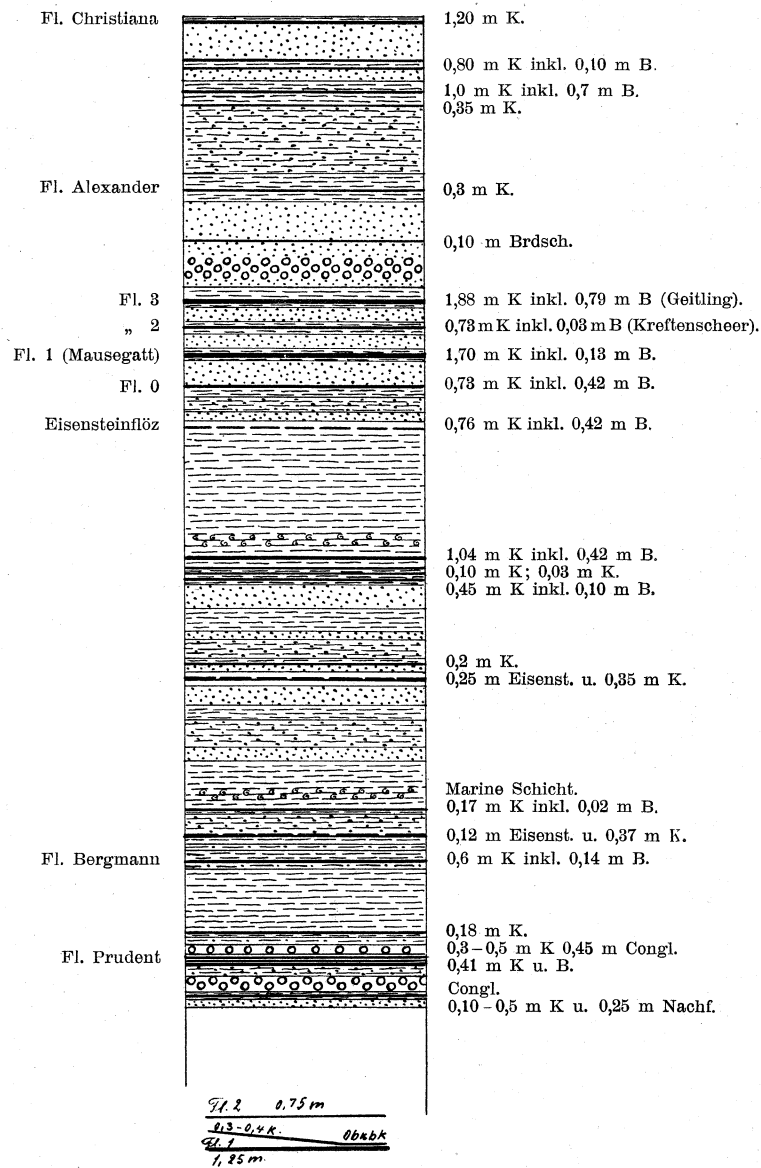 Fl. Christiana 1,20 m K.
0,80 m K inkl. 0,10 m B.
1,0 m K inkl. 0,7 m B.
0,35 m K.
Fl. Alexander 0,3 m K.
0,10 m Brdsch.
Fl. 3 1,88 m K inkl. 0,79 m B (Geitling).
„ 2 0,73 m K inkl. 0,03 m B (Kreftenscheer).
Fl. 1 (Mausegatt) 1,70 m K inkl. 0,13 m B.
Fl. 0 0,73 m K inkl. 0,42 m B.
Eisensteinflöz 0,76 m K inkl. 0,42 m B.
1,04 m K inkl. 0,42 m B.
0,10 m K; 0,03 m K.
0,45 m K inkl. 0,10 m B.
0,2 m K.
0,25 m Eisenst. u. 0,35 m K.
Marine Schicht.
0,17 m K inkl. 0,02 m B.
0,12 m Eisenst. u. 0,37 m K.
Fl. Bergmann 0,6 m K inkl. 0,14 m B.
0,18 m K.
0,3–0,5 m K 0,45 m Congl.
Fl. Prudent 0,41 m K u. B.
Congl.
0,10–0,5 m K u. 0,25 m Nachf.
Fl. 2 0,75 m
0,3–0,4 K.
Fl. 1
1,25 m.